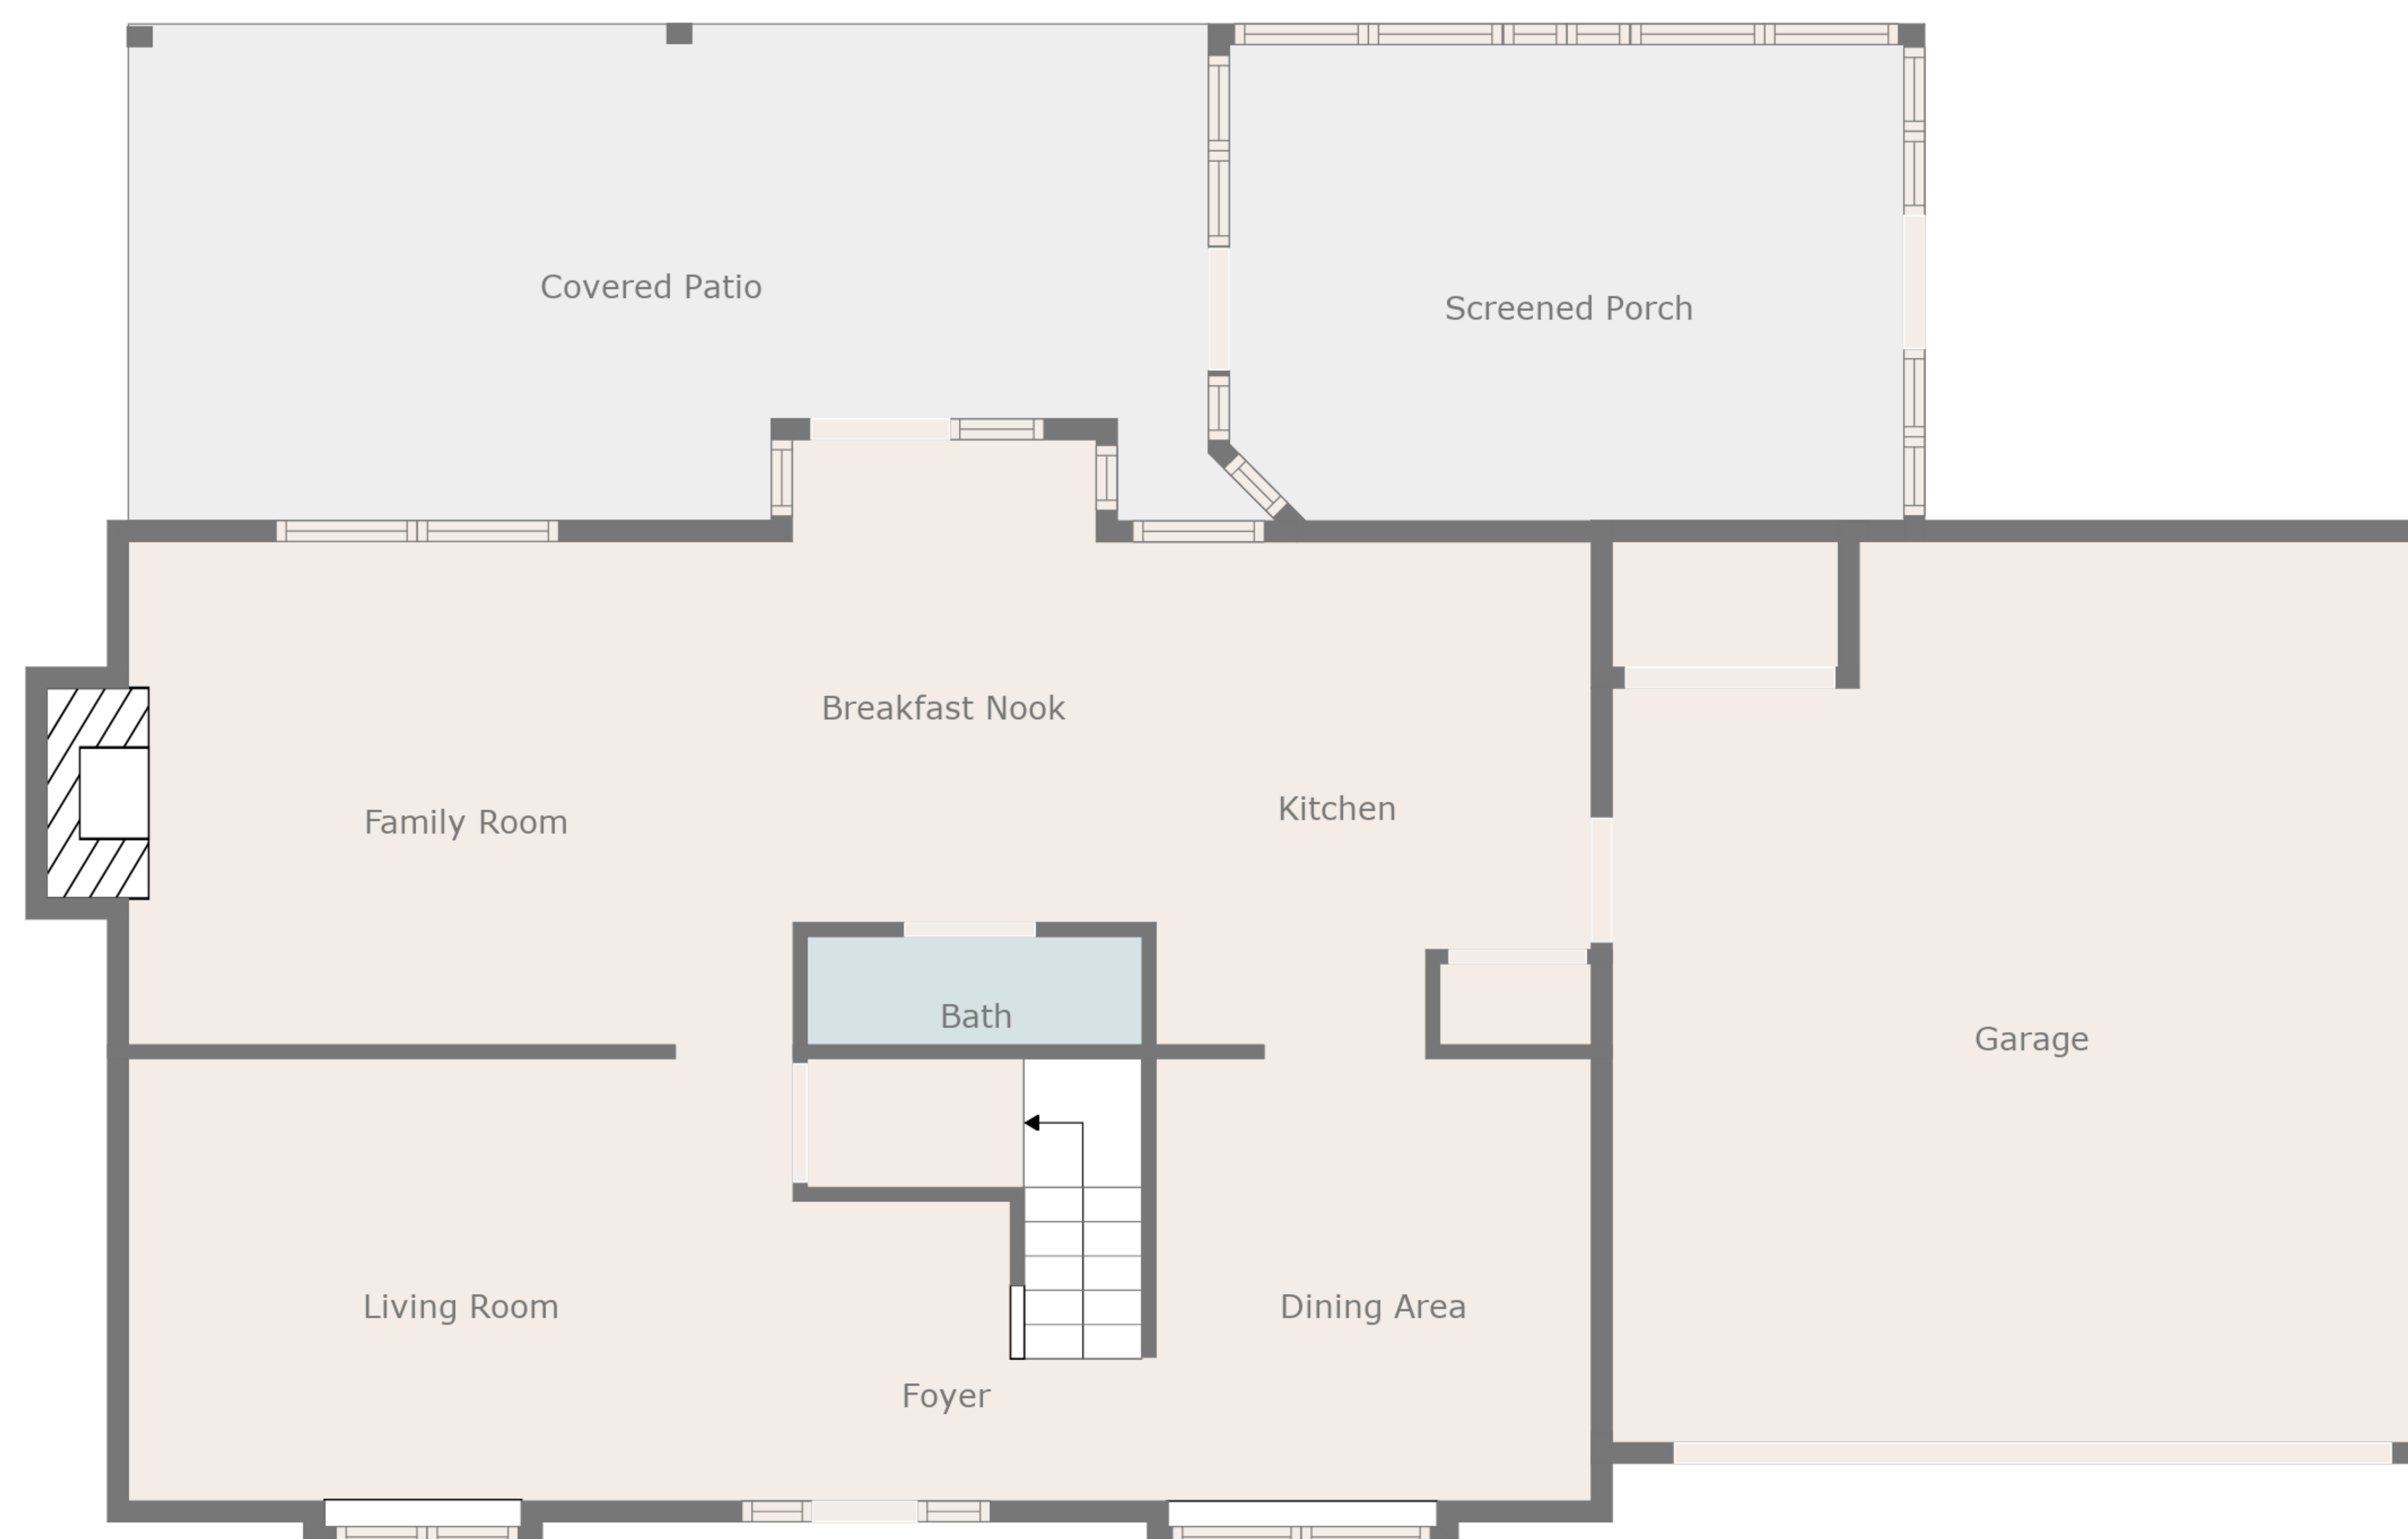 Covered Patio
Screened Porch
Breakfast Nook
Family Room
Kitchen
Bath
Garage
Living Room
Dining Area
Foyer